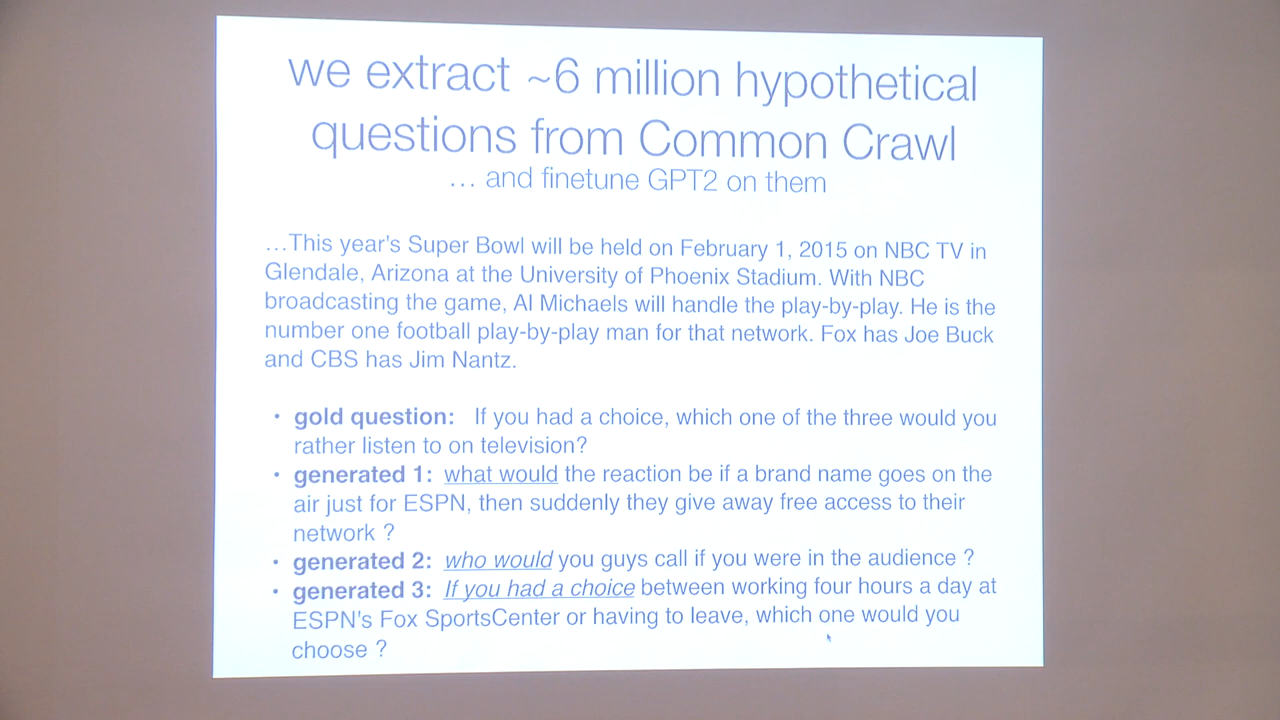 we extract ~6 million hypothetical
questions from Common Crawl
… and finetune GPT2 on them
…This year's Super Bowl will be held on February 1, 2015 on NBC TV in
Glendale, Arizona at the University of Phoenix Stadium. With NBC
broadcasting the game, Al Michaels will handle the play-by-play. He is the
number one football play-by-play man for that network. Fox has Joe Buck
and CBS has Jim Nantz.
• gold question: If you had a choice, which one of the three would you
rather listen to on television?
• generated 1: what would the reaction be if a brand name goes on the
air just for ESPN, then suddenly they give away free access to their
network ?
• generated 2: who would you guys call if you were in the audience ?
• generated 3: If you had a choice between working four hours a day at
ESPN's Fox SportsCenter or having to leave, which one would you
choose ?